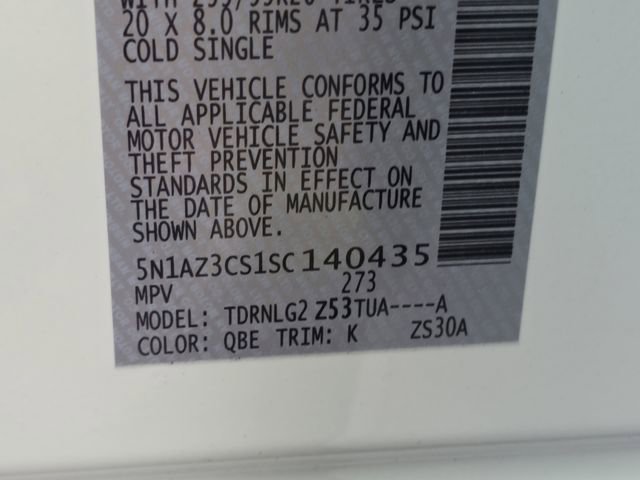 20 X 8.0 RIMS AT 35 PSI
COLD SINGLE
THIS VEHICLE CONFORMS TO
ALL APPLICABLE FEDERAL
MOTOR VEHICLE SAFETY AND
THEFT PREVENTION
STANDARDS IN EFFECT ON
THE DATE OF MANUFACTURE
SHOWN ABOVE.
5N1AZ3CS1SC140435
MPV 273
MODEL: TDRNLG2 Z53TUA----A
COLOR: QBE TRIM: K ZS30A